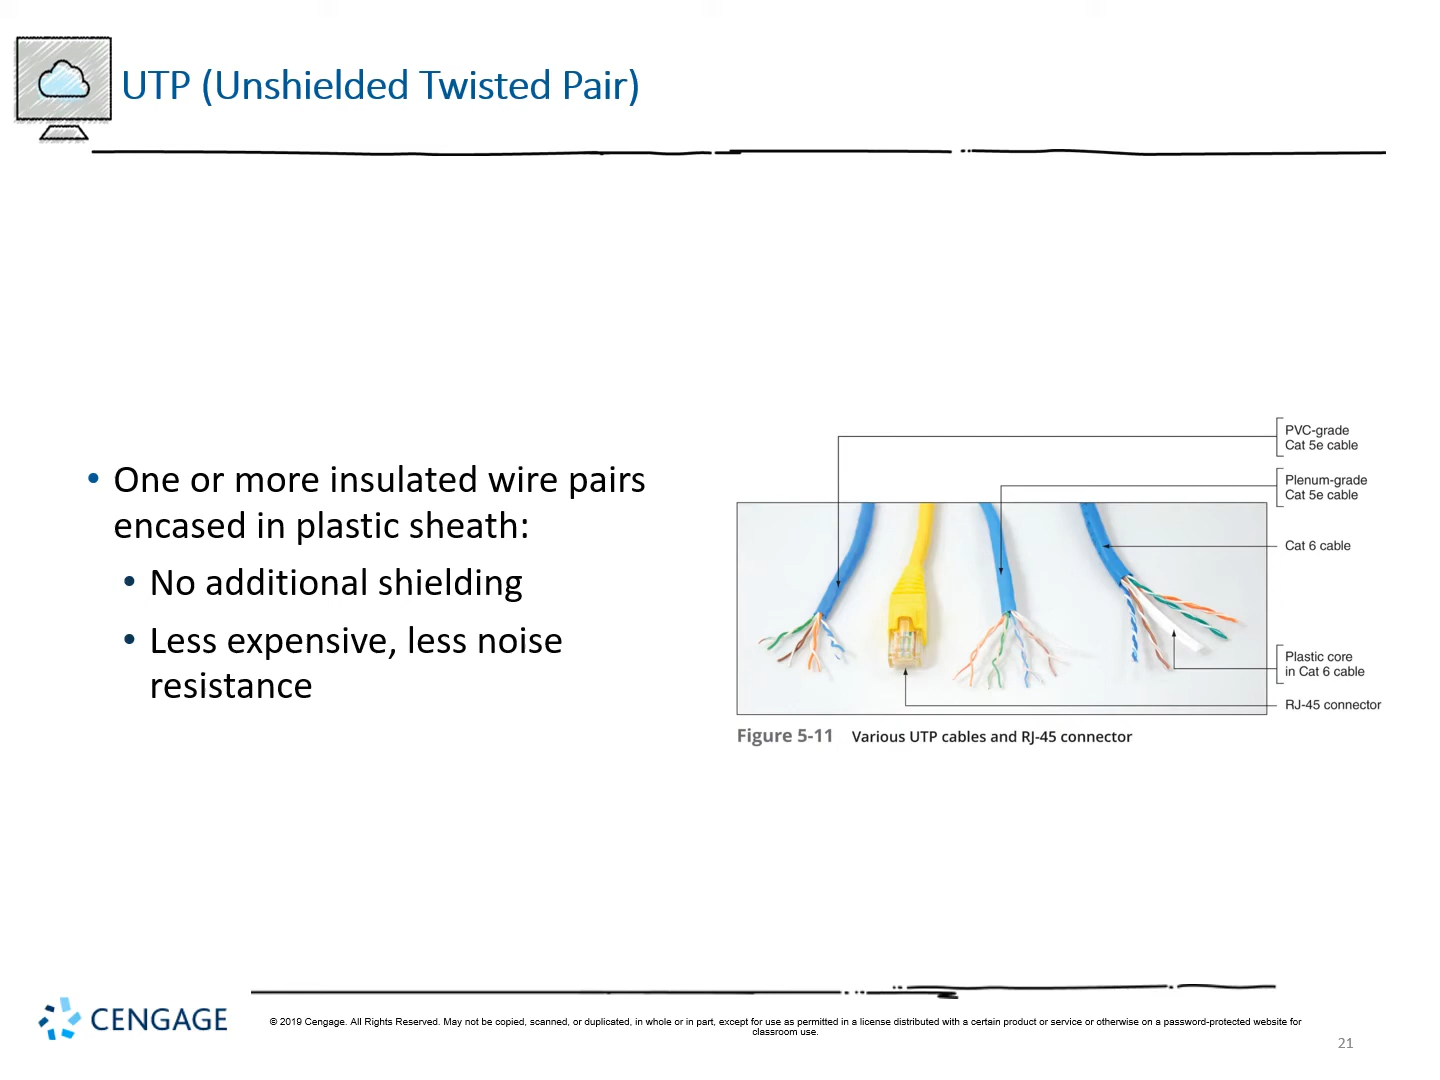 UTP (Unshielded Twisted Pair)
• One or more insulated wire pairs
encased in plastic sheath:
• No additional shielding
• Less expensive, less noise
resistance
PVC-grade
Cat 5e cable
Plenum-grade
Cat 5e cable
Cat 6 cable
Plastic core
in Cat 6 cable
RJ-45 connector
Figure 5-11 Various UTP cables and RJ-45 connector
CENGAGE
© 2019 Cengage. All Rights Reserved. May not be copied, scanned, or duplicated, in whole or in part, except for use as permitted in a license distributed with a certain product or service or otherwise on a password-protected website for
classroom use.
21